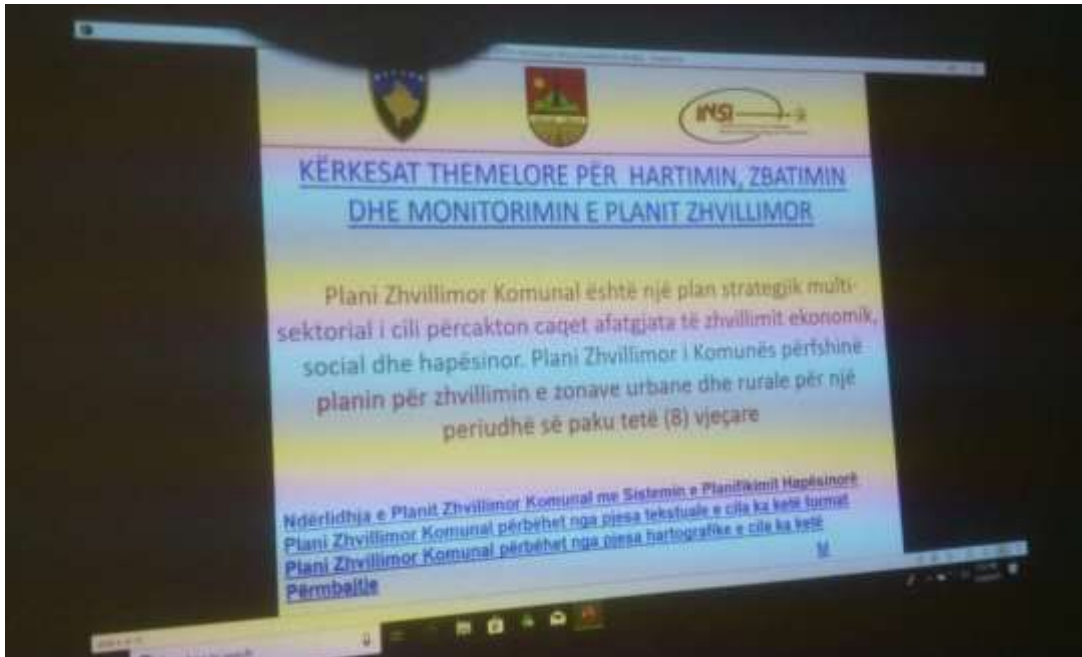 INSI
KËRKESAT THEMELORE PËR HARTIMIN, ZBATIMIN
DHE MONITORIMIN E PLANIT ZHVILLIMOR
Plani Zhvillimor Komunal është një plan strategjik multi-
sektorial i cili përcakton caqet afatgjata të zhvillimit ekonomik,
social dhe hapësinor. Plani Zhvillimor i Komunës përfshinë
planin për zhvillimin e zonave urbane dhe rurale për një
periudhë së paku tetë (8) vjeçare
Ndërlidhja e Planit Zhvillimor Komunal me Sistemin e Planifikimit Hapësinorë
Plani Zhvillimor Komunal përbëhet nga pjesa tekstuale e cila ka ketë format
Plani Zhvillimor Komunal përbëhet nga pjesa hartografike e cila ka ketë
Përmbajtje M